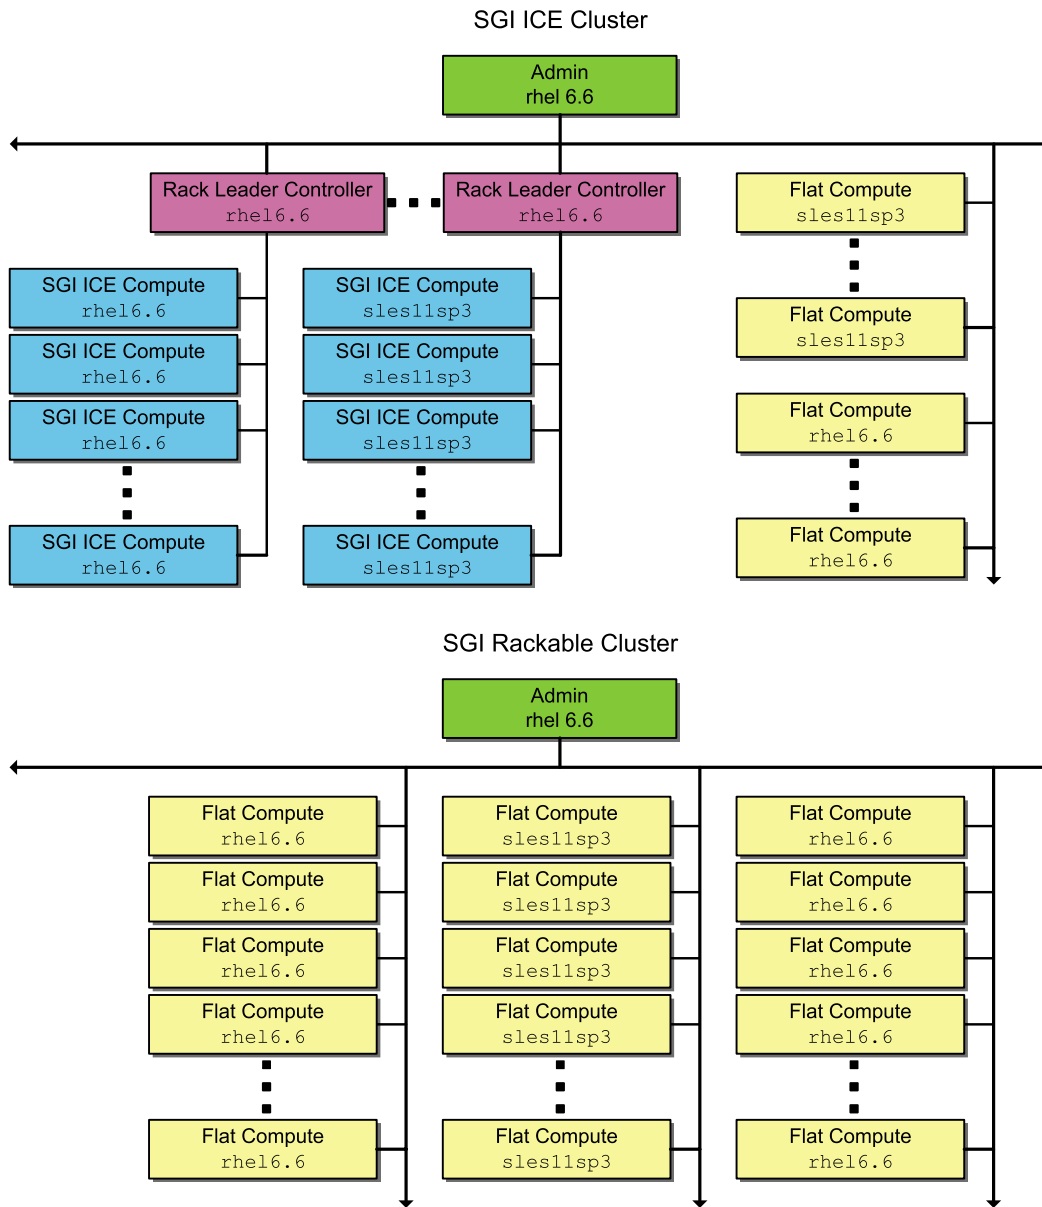 SGI ICE Cluster
Admin
rhel 6.6
Rack Leader Controller
rhel6.6
Rack Leader Controller
rhel6.6
SGI ICE Compute
rhel6.6
SGI ICE Compute
rhel6.6
SGI ICE Compute
rhel6.6
SGI ICE Compute
rhel6.6
SGI ICE Compute
sles11sp3
SGI ICE Compute
sles11sp3
SGI ICE Compute
sles11sp3
SGI ICE Compute
sles11sp3
Flat Compute
sles11sp3
Flat Compute
sles11sp3
Flat Compute
rhel6.6
Flat Compute
rhel6.6
SGI Rackable Cluster
Admin
rhel 6.6
Flat Compute
rhel6.6
Flat Compute
rhel6.6
Flat Compute
rhel6.6
Flat Compute
rhel6.6
Flat Compute
rhel6.6
Flat Compute
sles11sp3
Flat Compute
sles11sp3
Flat Compute
sles11sp3
Flat Compute
sles11sp3
Flat Compute
sles11sp3
Flat Compute
rhel6.6
Flat Compute
rhel6.6
Flat Compute
rhel6.6
Flat Compute
rhel6.6
Flat Compute
rhel6.6